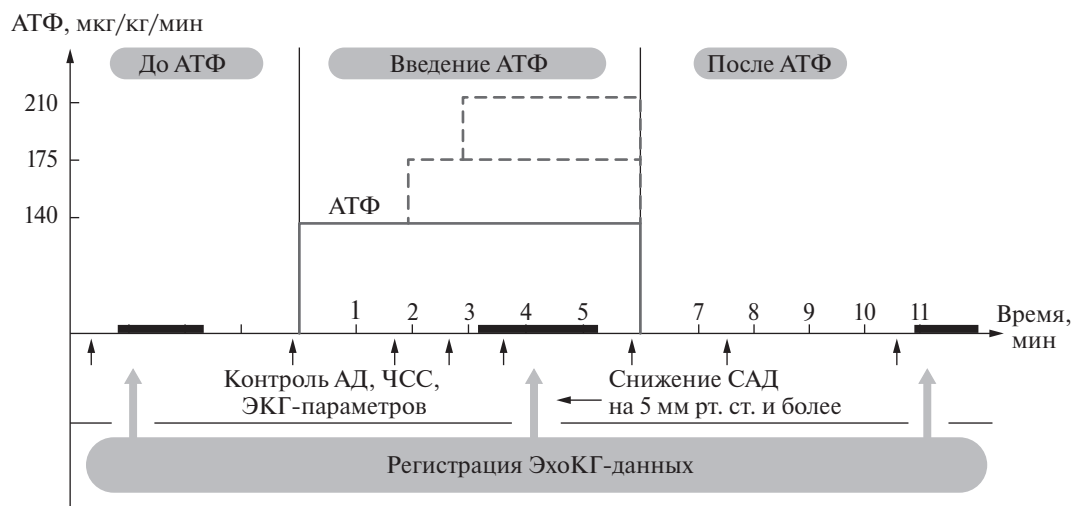 АТФ, мкг/кг/мин
До АТФ
Введение АТФ
После АТФ
210
175
140
АТФ
1 2 3 4 5 7 8 9 10 11
Время,
мин
Контроль АД, ЧСС,
ЭКГ-параметров
Снижение САД
на 5 мм рт. ст. и более
Регистрация ЭхоКГ-данных